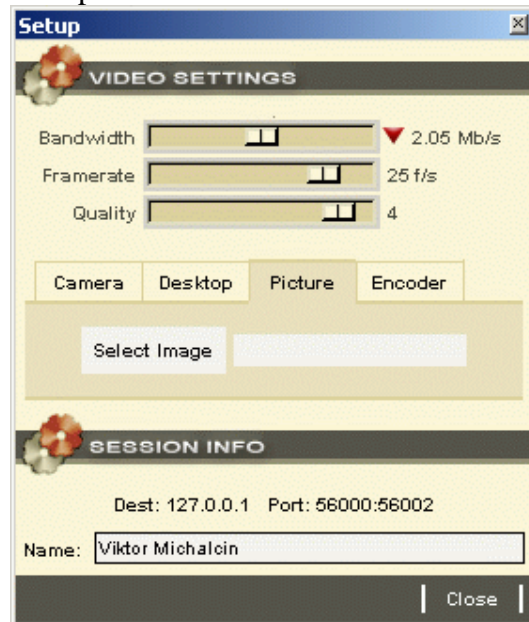 Setup
VIDEO SETTINGS
Bandwidth 2.05 Mb/s
Framerate 25 f/s
Quality 4
Camera Desktop Picture Encoder
Select Image
SESSION INFO
Dest: 127.0.0.1 Port: 56000:56002
Name: Viktor Michalcin
Close